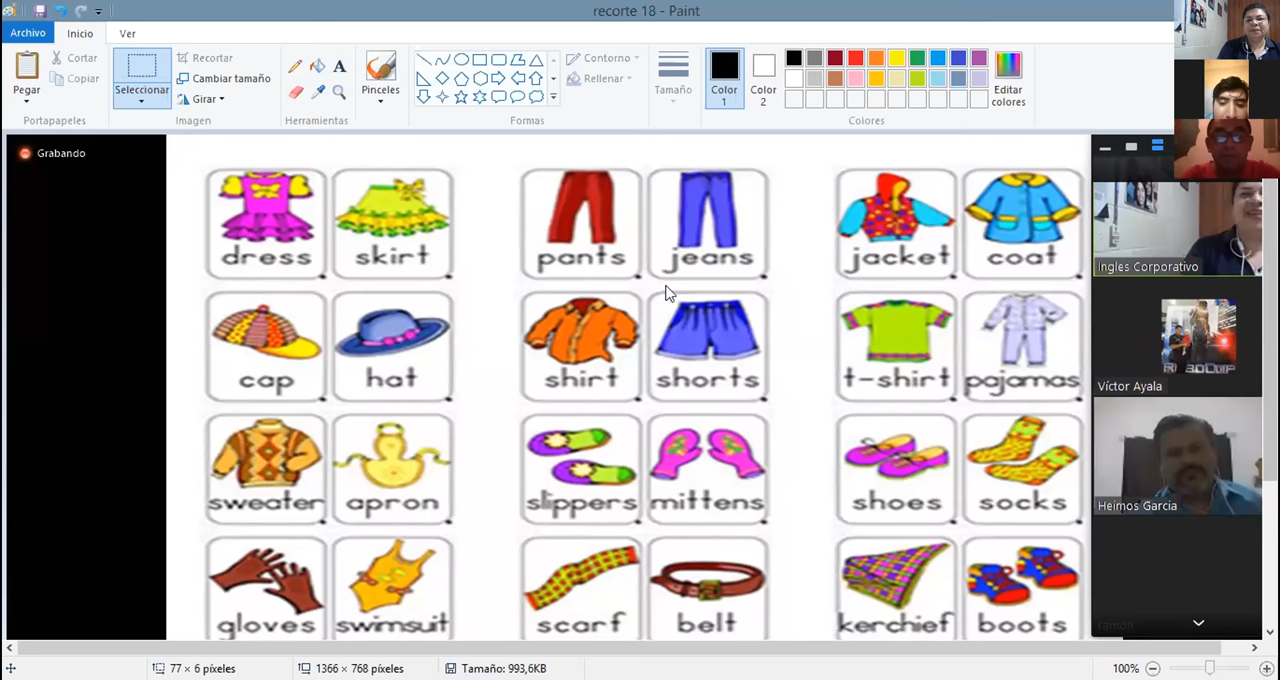 recorte 18 - Paint
Archivo Inicio Ver
Pegar
Cortar
Copiar
Portapapeles
Seleccionar
Recortar
Cambiar tamaño
Girar
Imagen
Herramientas
Pinceles
Contorno
Rellenar
Formas
Tamaño
Color 1
Color 2
Editar colores
Colores
Grabando
dress skirt pants jeans jacket coat
cap hat shirt shorts t-shirt pajamas
sweater apron slippers mittens shoes socks
gloves swimsuit scarf belt kerchief boots
Ingles Corporativo
Víctor Ayala
Heimos Garcia
ramon
77 × 6 píxeles 1366 × 768 píxeles Tamaño: 993,6KB 100%